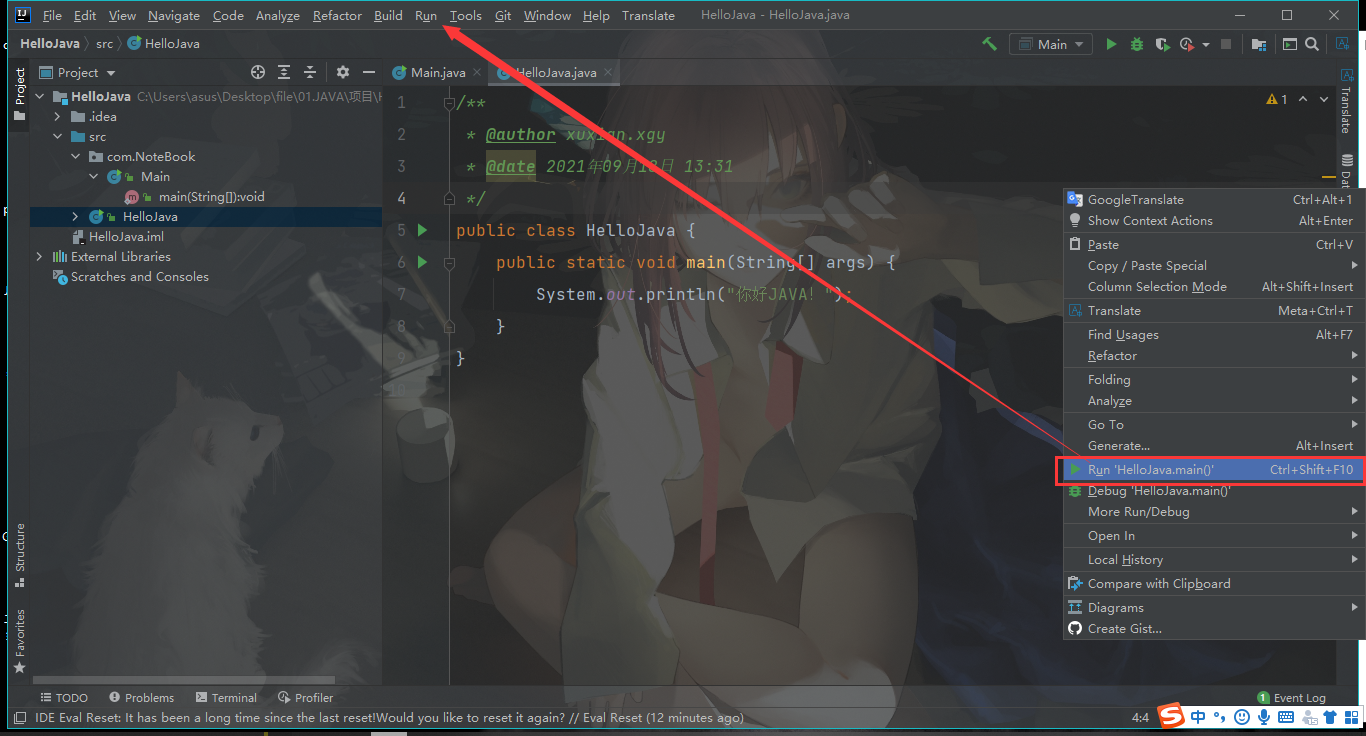 File Edit View Navigate Code Analyze Refactor Build Run Tools Git Window Help Translate HelloJava - HelloJava.java
HelloJava src HelloJava Main
Project Main.java HelloJava.java
Project
HelloJava C:\Users\asus\Desktop\file\01.JAVA\项目\H
.idea
src
com.NoteBook
Main
main(String[]):void
HelloJava
HelloJava.iml
External Libraries
Scratches and Consoles
Structure
Favorites
1 /**
2 * @author xuxian.xgy
3 * @date 2021年09月18日 13:31
4 */
5 public class HelloJava {
6 public static void main(String[] args) {
7 System.out.println("你好JAVA！");
8 }
9 }
10
1
Translate
Dat
GoogleTranslate Ctrl+Alt+1
Show Context Actions Alt+Enter
Paste Ctrl+V
Copy / Paste Special
Column Selection Mode Alt+Shift+Insert
Translate Meta+Ctrl+T
Find Usages Alt+F7
Refactor
Folding
Analyze
Go To
Generate... Alt+Insert
Run 'HelloJava.main()' Ctrl+Shift+F10
Debug 'HelloJava.main()'
More Run/Debug
Open In
Local History
Compare with Clipboard
Diagrams
Create Gist...
TODO Problems Terminal Profiler 1 Event Log
IDE Eval Reset: It has been a long time since the last reset!Would you like to reset it again? // Eval Reset (12 minutes ago) 4:4 中